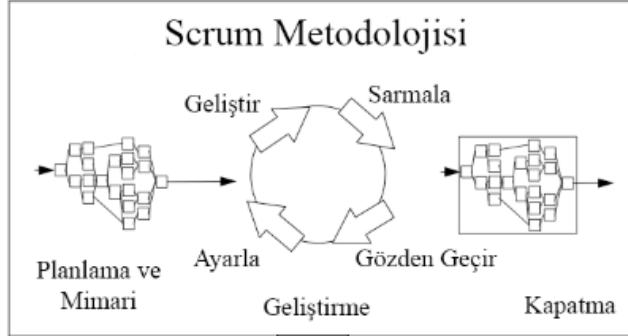 Scrum Metodolojisi
Geliştir
Sarmala
Ayarla
Gözden Geçir
Planlama ve
Mimari
Geliştirme
Kapatma